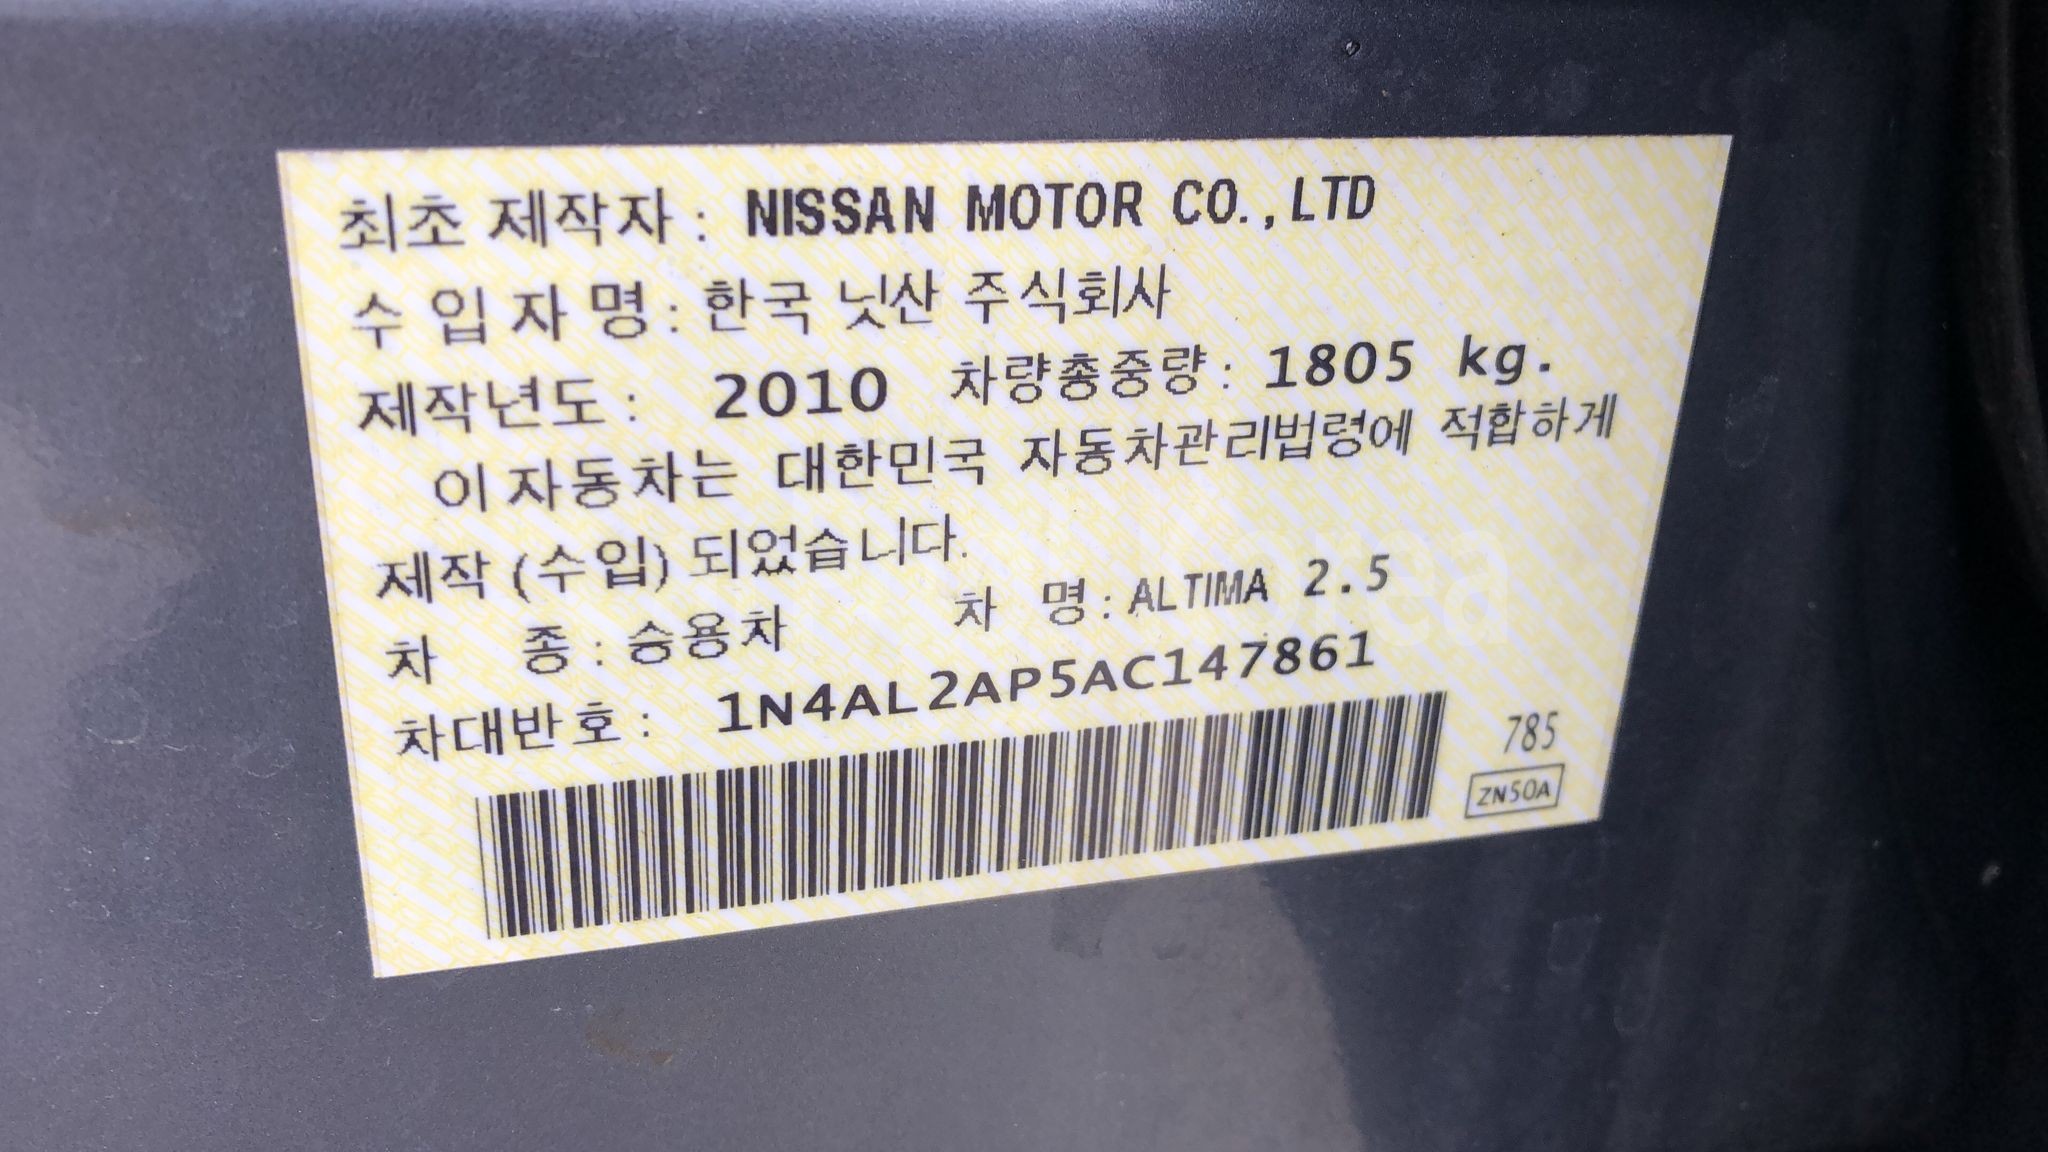 최초 제작자 : NISSAN MOTOR CO., LTD
수 입 자 명 : 한국 닛산 주식회사
제작년도 : 2010 차량총중량 : 1805 kg.
이 자동차는 대한민국 자동차관리법령에 적합하게
제작 (수입) 되었습니다.
차 종 : 승용차 차 명 : ALTIMA 2.5
차대번호 : 1N4AL2AP5AC147861
785
ZN50A